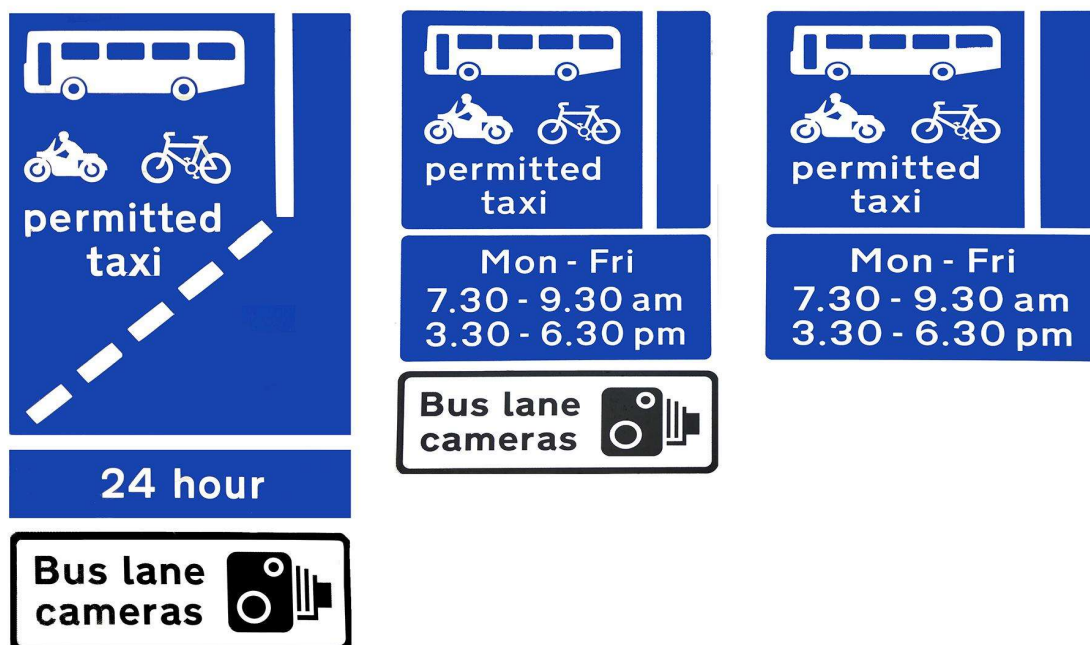 permitted
taxi
24 hour
Bus lane
cameras
permitted
taxi
Mon - Fri
7.30 - 9.30 am
3.30 - 6.30 pm
Bus lane
cameras
permitted
taxi
Mon - Fri
7.30 - 9.30 am
3.30 - 6.30 pm